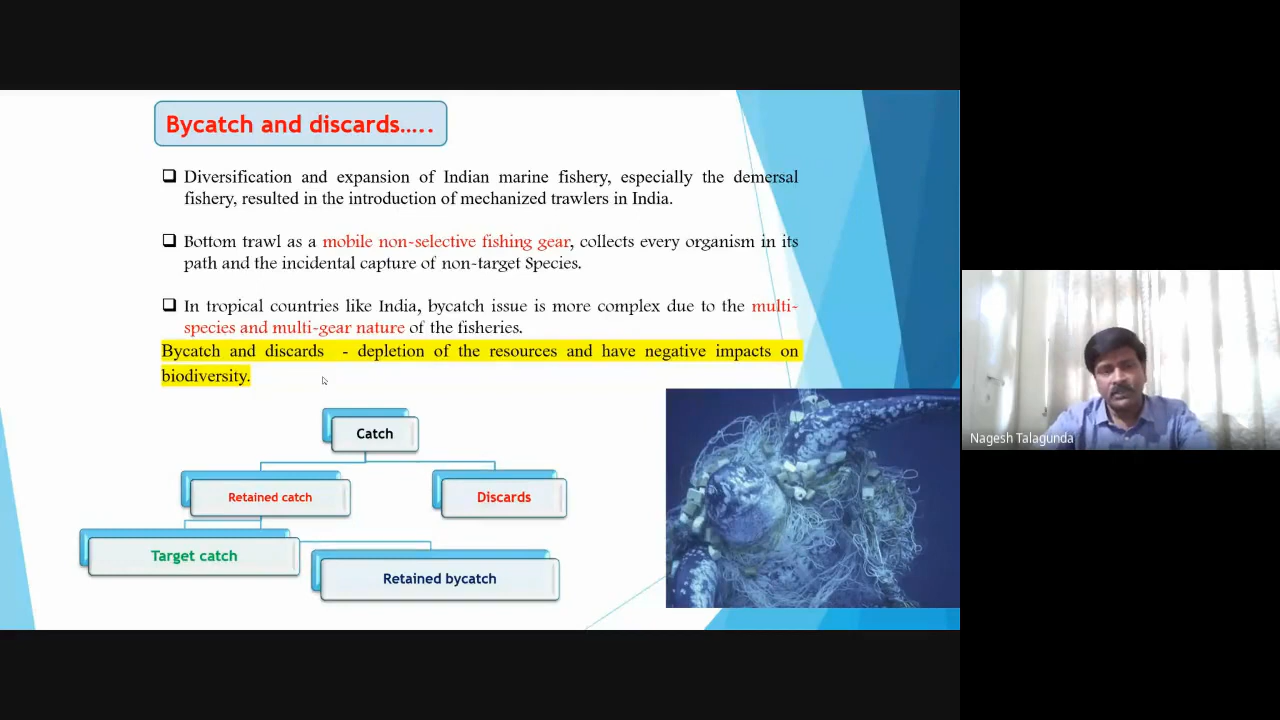 Bycatch and discards…..
❑ Diversification and expansion of Indian marine fishery, especially the demersal
fishery, resulted in the introduction of mechanized trawlers in India.
❑ Bottom trawl as a mobile non-selective fishing gear, collects every organism in its
path and the incidental capture of non-target Species.
❑ In tropical countries like India, bycatch issue is more complex due to the multi-
species and multi-gear nature of the fisheries.
Bycatch and discards - depletion of the resources and have negative impacts on
biodiversity.
Catch
Retained catch
Discards
Target catch
Retained bycatch
Nagesh Talagunda